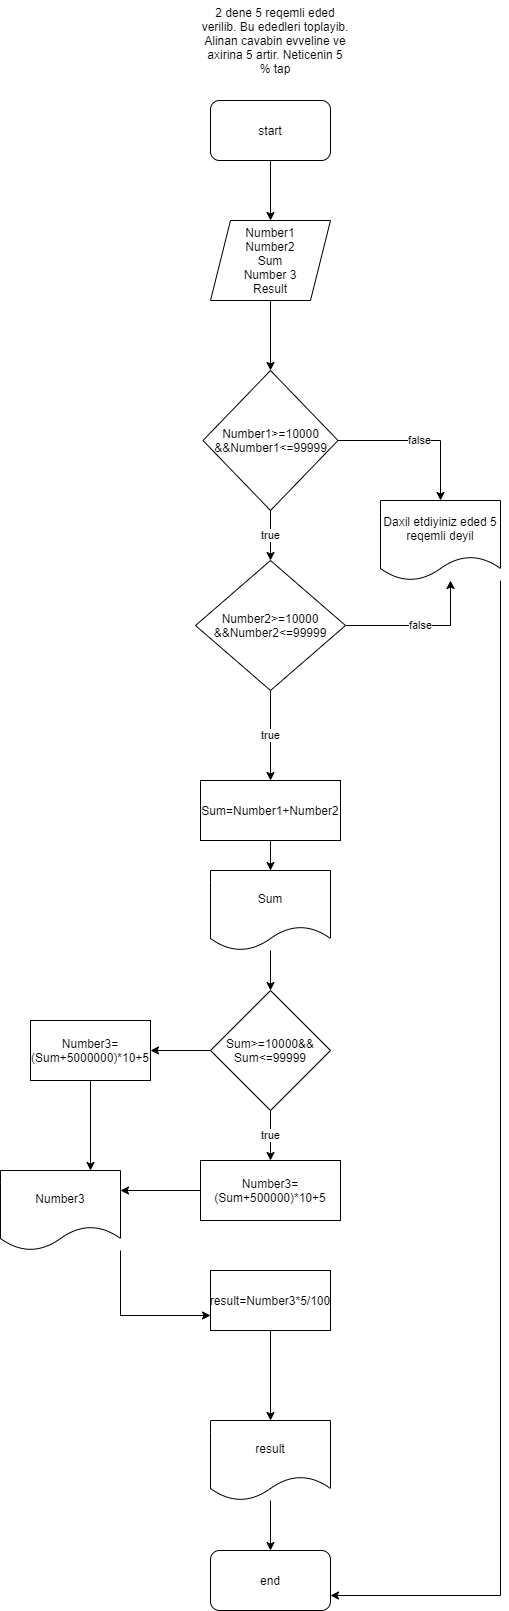 2 dene 5 reqemli eded
verilib. Bu ededleri toplayib.
Alinan cavabin evveline ve
axirina 5 artir. Neticenin 5
% tap
start
Number1
Number2
Sum
Number 3
Result
Number1>=10000
&&Number1<=99999
false
Daxil etdiyiniz eded 5
reqemli deyil
true
Number2>=10000
&&Number2<=99999
false
true
Sum=Number1+Number2
Sum
Sum>=10000&&
Sum<=99999
Number3=
(Sum+5000000)*10+5
true
Number3=
(Sum+500000)*10+5
Number3
result=Number3*5/100
result
end